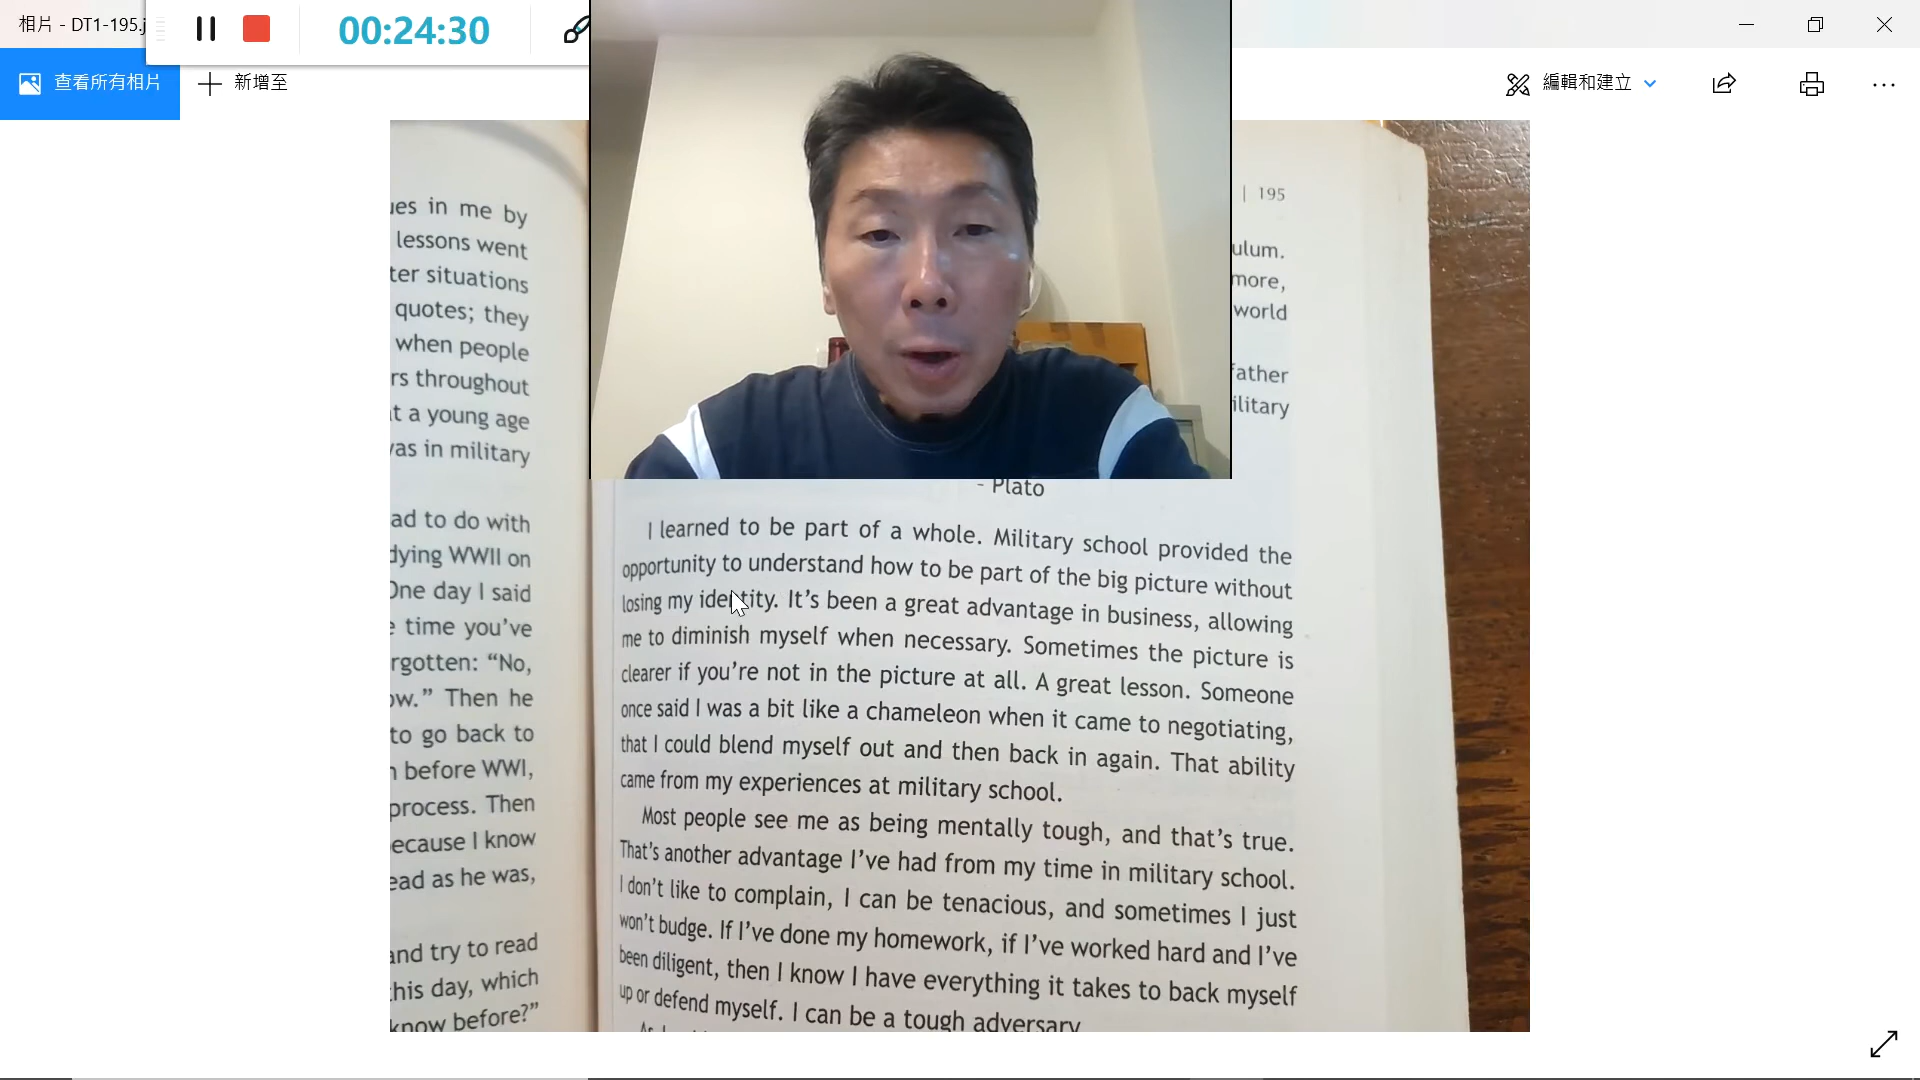 相片 - DT1-195.j
00:24:30
查看所有相片
新增至
編輯和建立
ues in me by
lessons went
ter situations
quotes; they
when people
rs throughout
at a young age
was in military
ad to do with
dying WWII on
One day I said
e time you've
rgotten: “No,
ow.” Then he
to go back to
n before WWI,
process. Then
because I know
ead as he was,
and try to read
this day, which
know before?”
| 195
ulum.
more,
world
father
ilitary
- Plato
I learned to be part of a whole. Military school provided the
opportunity to understand how to be part of the big picture without
losing my identity. It's been a great advantage in business, allowing
me to diminish myself when necessary. Sometimes the picture is
clearer if you're not in the picture at all. A great lesson. Someone
once said I was a bit like a chameleon when it came to negotiating,
that I could blend myself out and then back in again. That ability
came from my experiences at military school.
Most people see me as being mentally tough, and that's true.
That's another advantage I've had from my time in military school.
I don't like to complain, I can be tenacious, and sometimes I just
won't budge. If I've done my homework, if I've worked hard and I've
been diligent, then I know I have everything it takes to back myself
up or defend myself. I can be a tough adversary